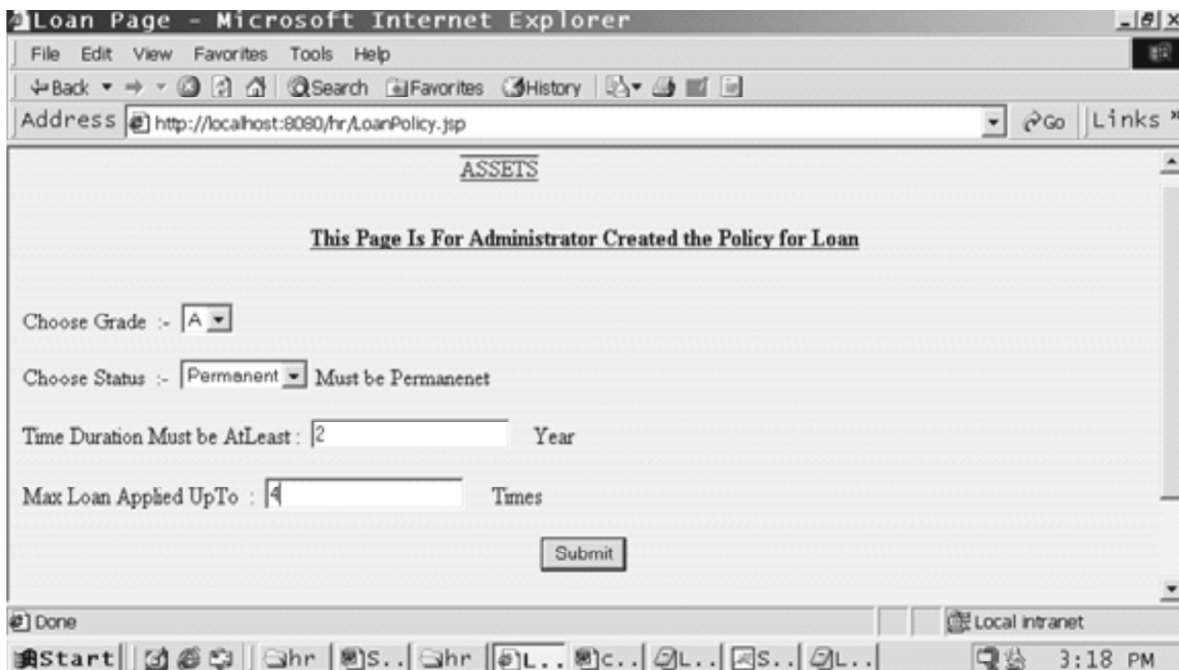 Loan Page - Microsoft Internet Explorer
File Edit View Favorites Tools Help
Back Search Favorites History
Address http://localhost:8080/hr/LoanPolicy.jsp Go Links »
ASSETS
This Page Is For Administrator Created the Policy for Loan
Choose Grade :- A
Choose Status :- Permanent Must be Permanenet
Time Duration Must be AtLeast : 2 Year
Max Loan Applied UpTo : 4 Times
Submit
Done Local intranet
Start hr S.. hr L.. c.. L.. S.. L.. 3:18 PM